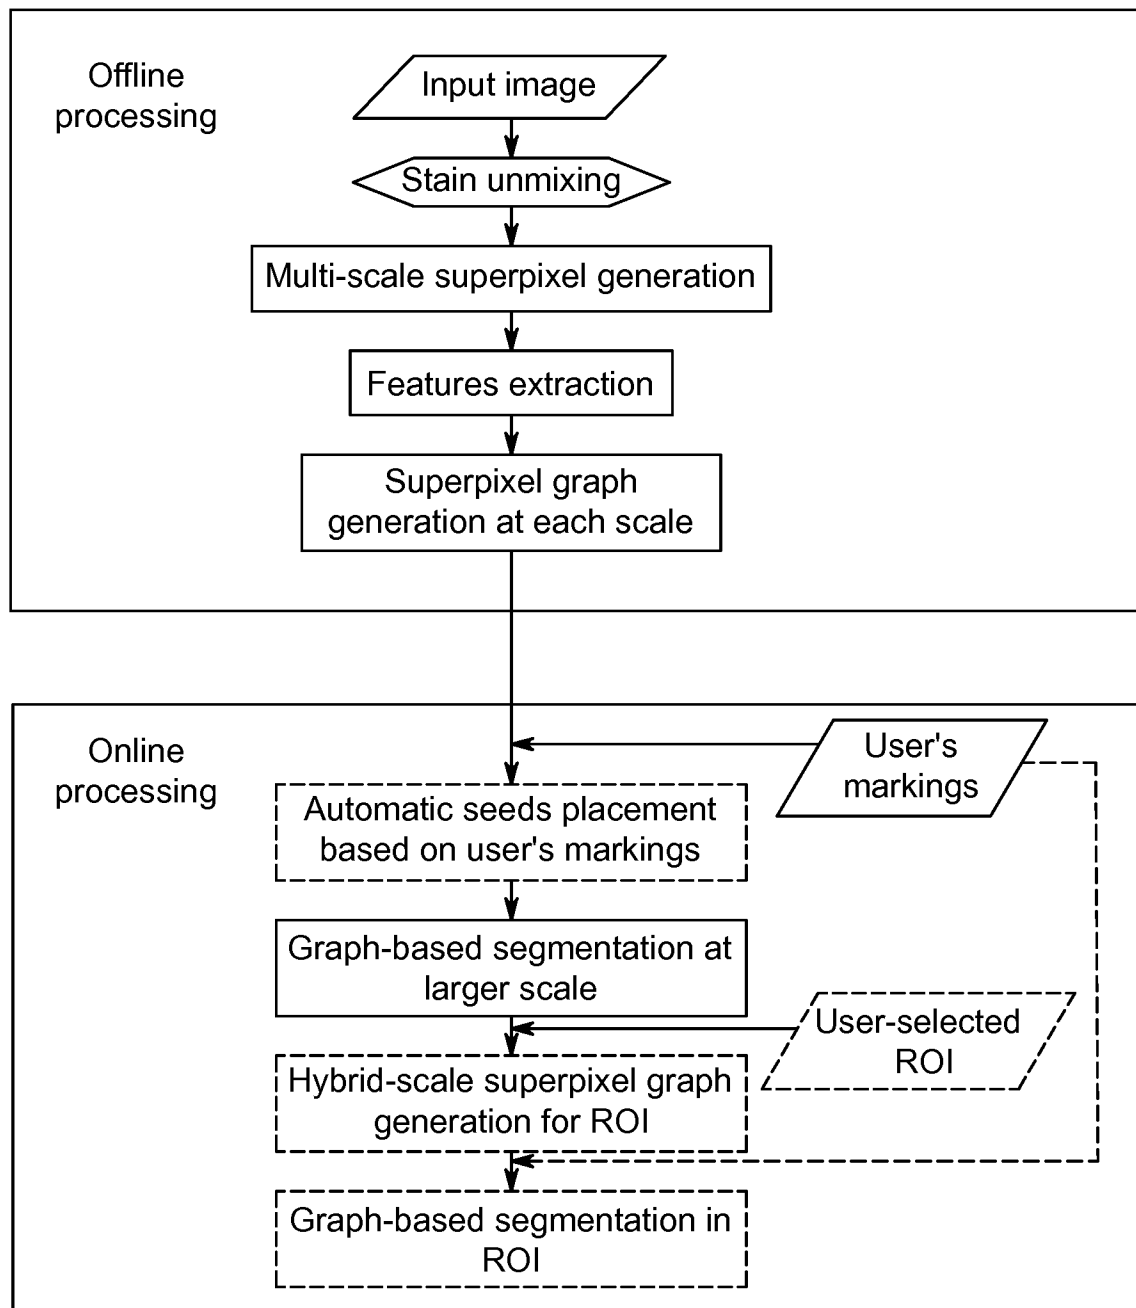 Offline
processing
Input image
Stain unmixing
Multi-scale superpixel generation
Features extraction
Superpixel graph
generation at each scale
Online
processing
User's
markings
Automatic seeds placement
based on user's markings
Graph-based segmentation at
larger scale
User-selected
ROI
Hybrid-scale superpixel graph
generation for ROI
Graph-based segmentation in
ROI